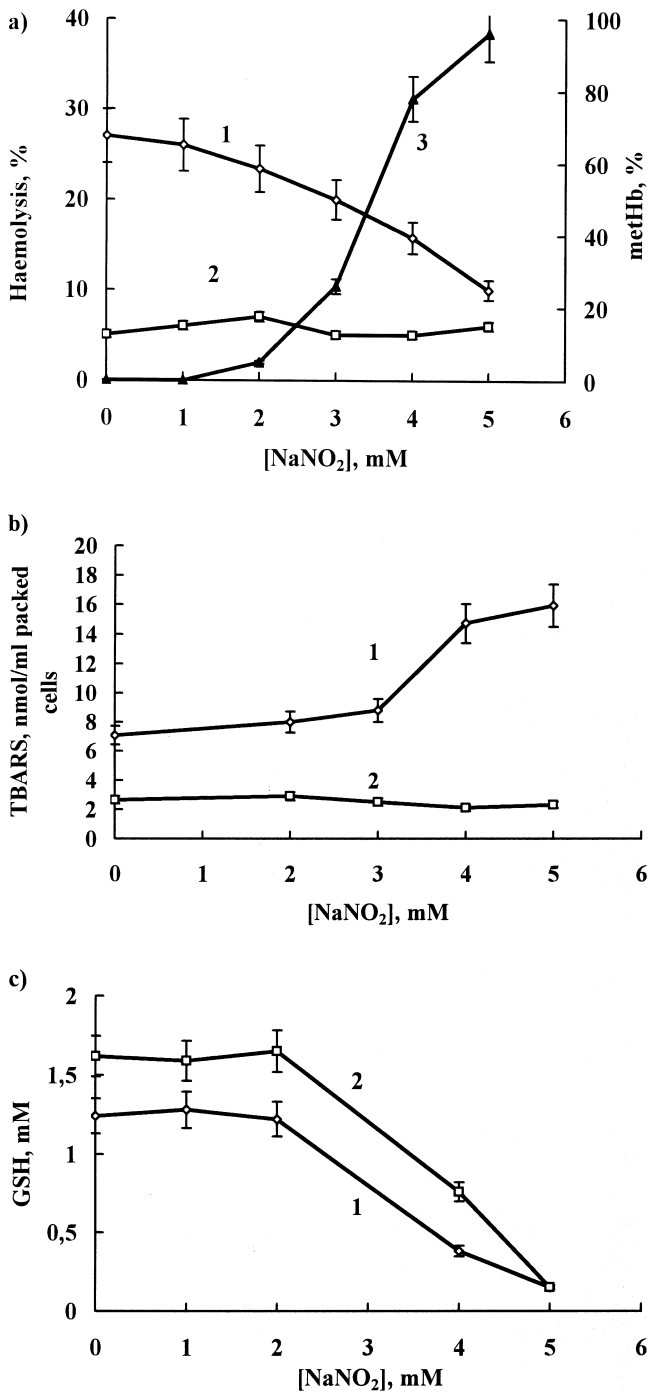 a)
40
30
20
10
0
Haemolysis, %
100
80
60
40
20
0
metHb, %
1
2
3
0 1 2 3 4 5 6
[NaNO₂], mM
b)
20
18
16
14
12
10
8
6
4
2
0
TBARS, nmol/ml packed
cells
1
2
0 1 2 3 4 5 6
[NaNO₂], mM
c)
2
1,5
1
0,5
0
GSH, mM
2
1
0 1 2 3 4 5 6
[NaNO₂], mM